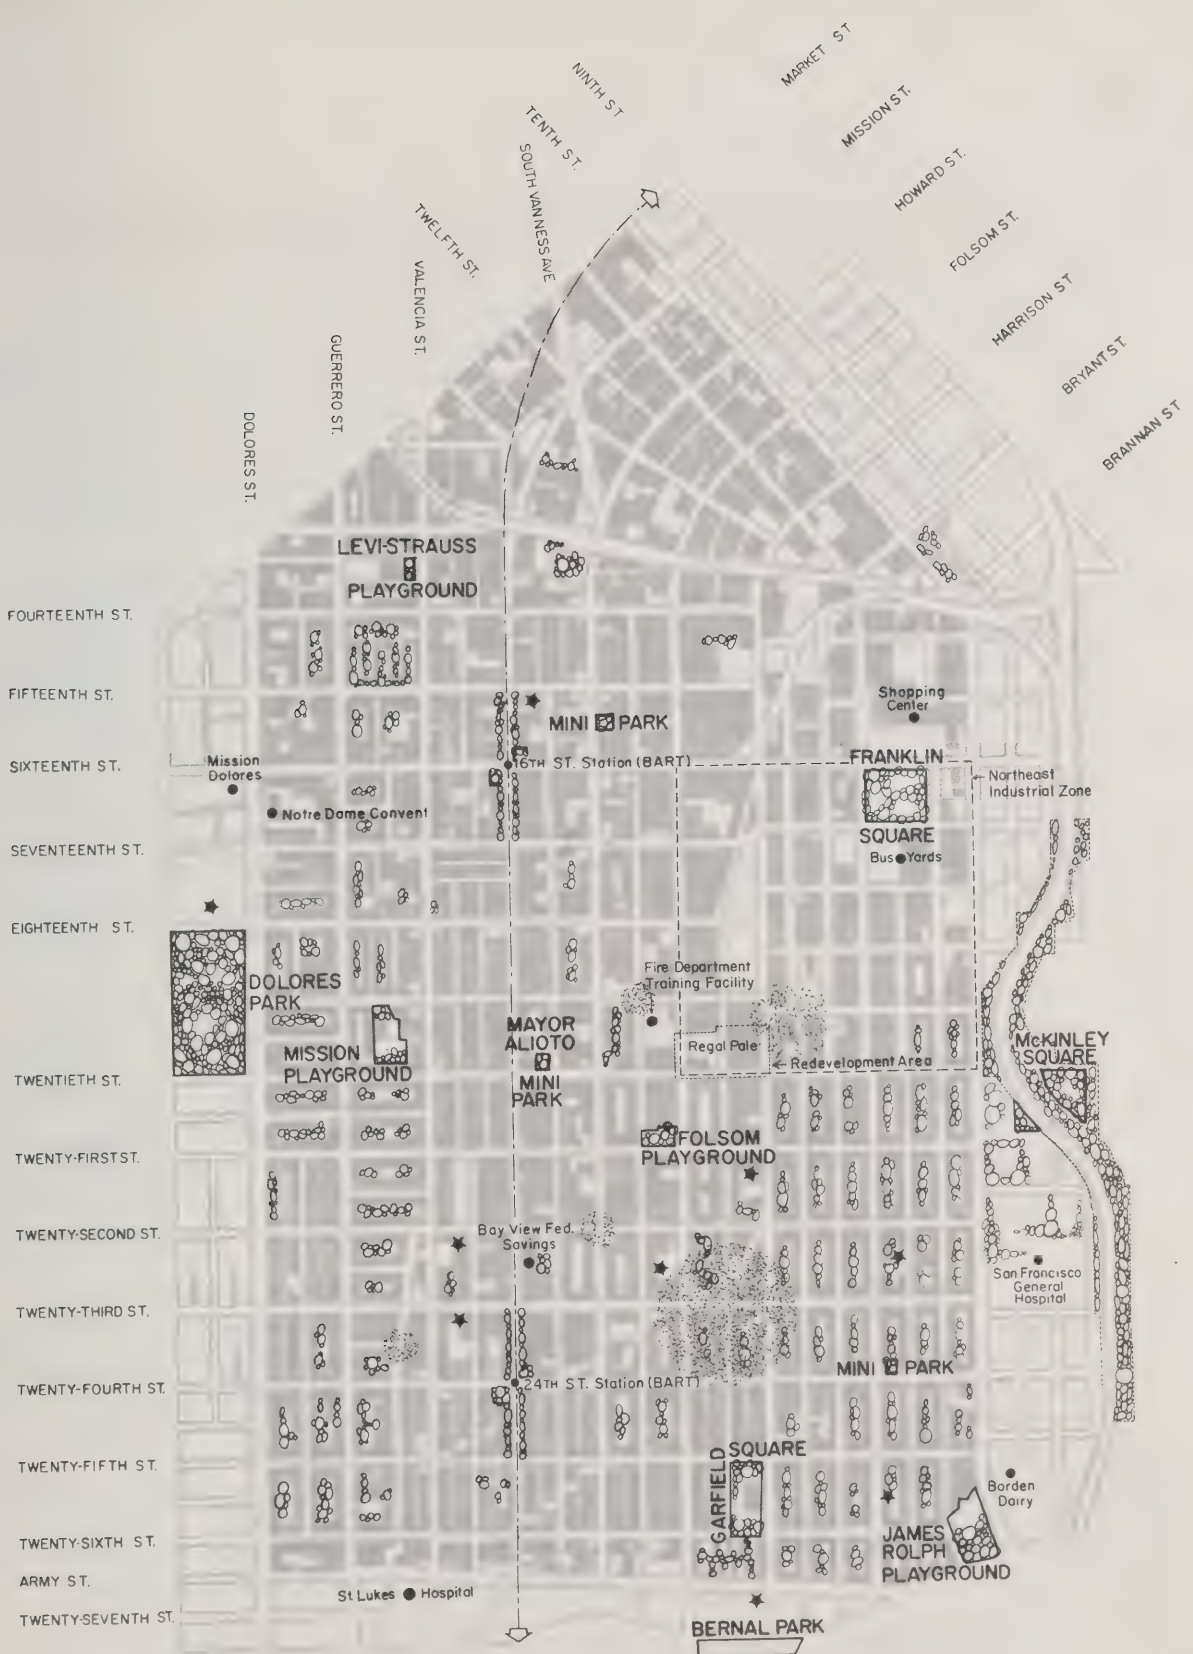 MARKET ST
NINTH ST
MISSION ST.
TENTH ST.
HOWARD ST.
SOUTH VAN NESS AVE
TWELFTH ST.
FOLSOM ST.
VALENCIA ST.
HARRISON ST
GUERRERO ST.
BRYANT ST.
DOLORES ST.
BRANNAN ST
LEVI-STRAUSS
PLAYGROUND
FOURTEENTH ST.
FIFTEENTH ST.
Shopping
Center
MINI PARK
SIXTEENTH ST.
Mission
Dolores
16TH ST. Station (BART)
FRANKLIN
SQUARE
Northeast
Industrial Zone
Notre Dame Convent
SEVENTEENTH ST.
Bus Yards
EIGHTEENTH ST.
DOLORES
PARK
Fire Department
Training Facility
MAYOR
ALIOTO
MINI
PARK
MISSION
PLAYGROUND
Regal Pale
Redevelopment Area
McKINLEY
SQUARE
TWENTIETH ST.
FOLSOM
PLAYGROUND
TWENTY-FIRST ST.
TWENTY-SECOND ST.
Bay View Fed.
Savings
San Francisco
General
Hospital
TWENTY-THIRD ST.
MINI PARK
TWENTY-FOURTH ST.
24TH ST. Station (BART)
GARFIELD
SQUARE
TWENTY-FIFTH ST.
Borden
Dairy
TWENTY-SIXTH ST.
JAMES
ROLPH
PLAYGROUND
ARMY ST.
St. Lukes Hospital
TWENTY-SEVENTH ST.
BERNAL PARK